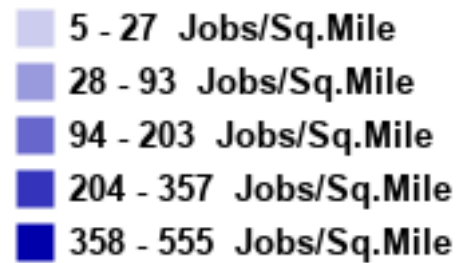 5 - 27 Jobs/Sq.Mile
28 - 93 Jobs/Sq.Mile
94 - 203 Jobs/Sq.Mile
204 - 357 Jobs/Sq.Mile
358 - 555 Jobs/Sq.Mile